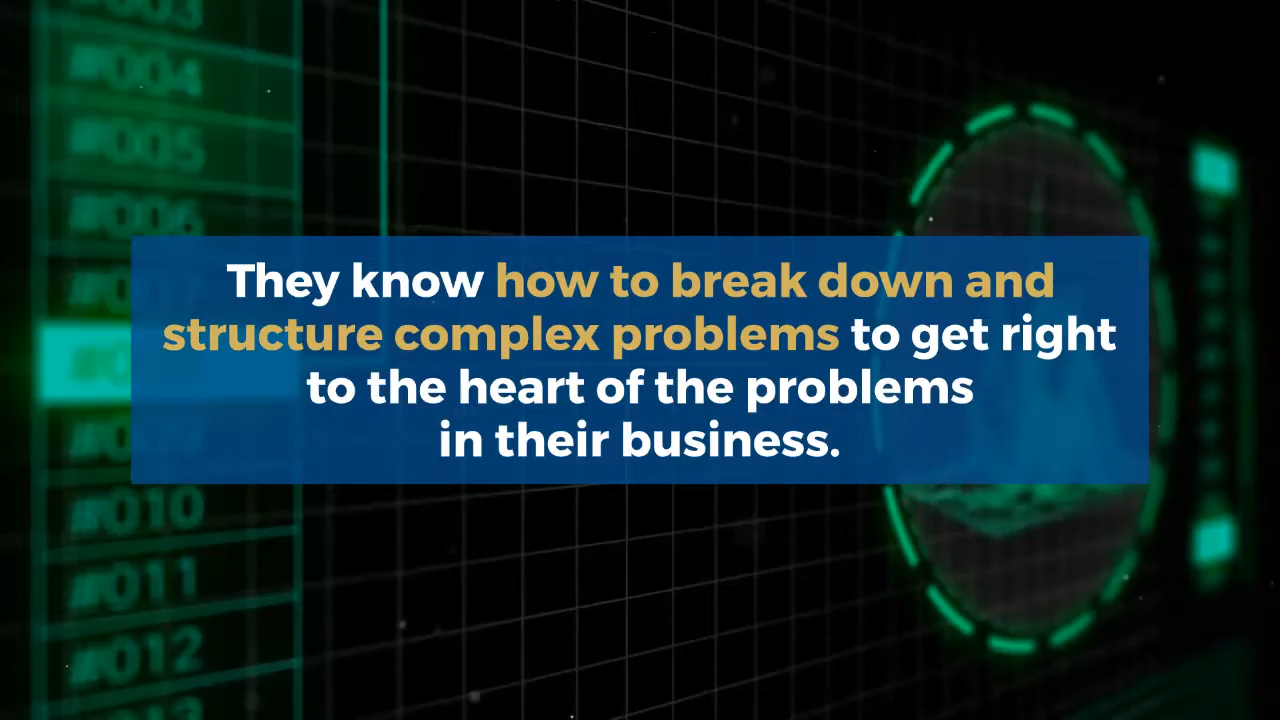 #003
#004
#005
#006
They know how to break down and
structure complex problems to get right
to the heart of the problems
in their business.
#010
#011
#012